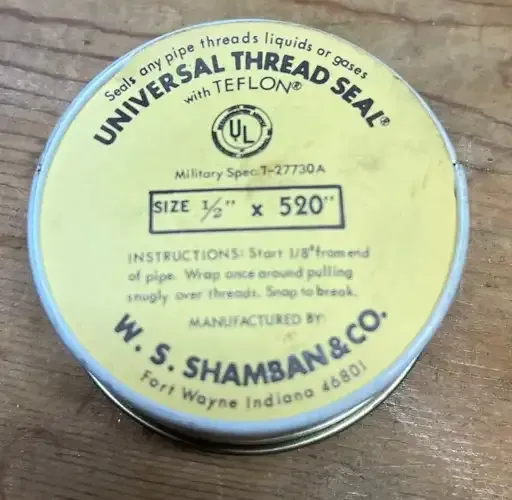 Seals any pipe threads liquids or gases
UNIVERSAL THREAD SEAL®
with TEFLON®
UL
Military Spec. T-27730A
SIZE 1/2" x 520"
INSTRUCTIONS: Start 1/8" from end
of pipe. Wrap once around pulling
snugly over threads. Snap to break.
MANUFACTURED BY:
W. S. SHAMBAN & CO.
Fort Wayne Indiana 46801